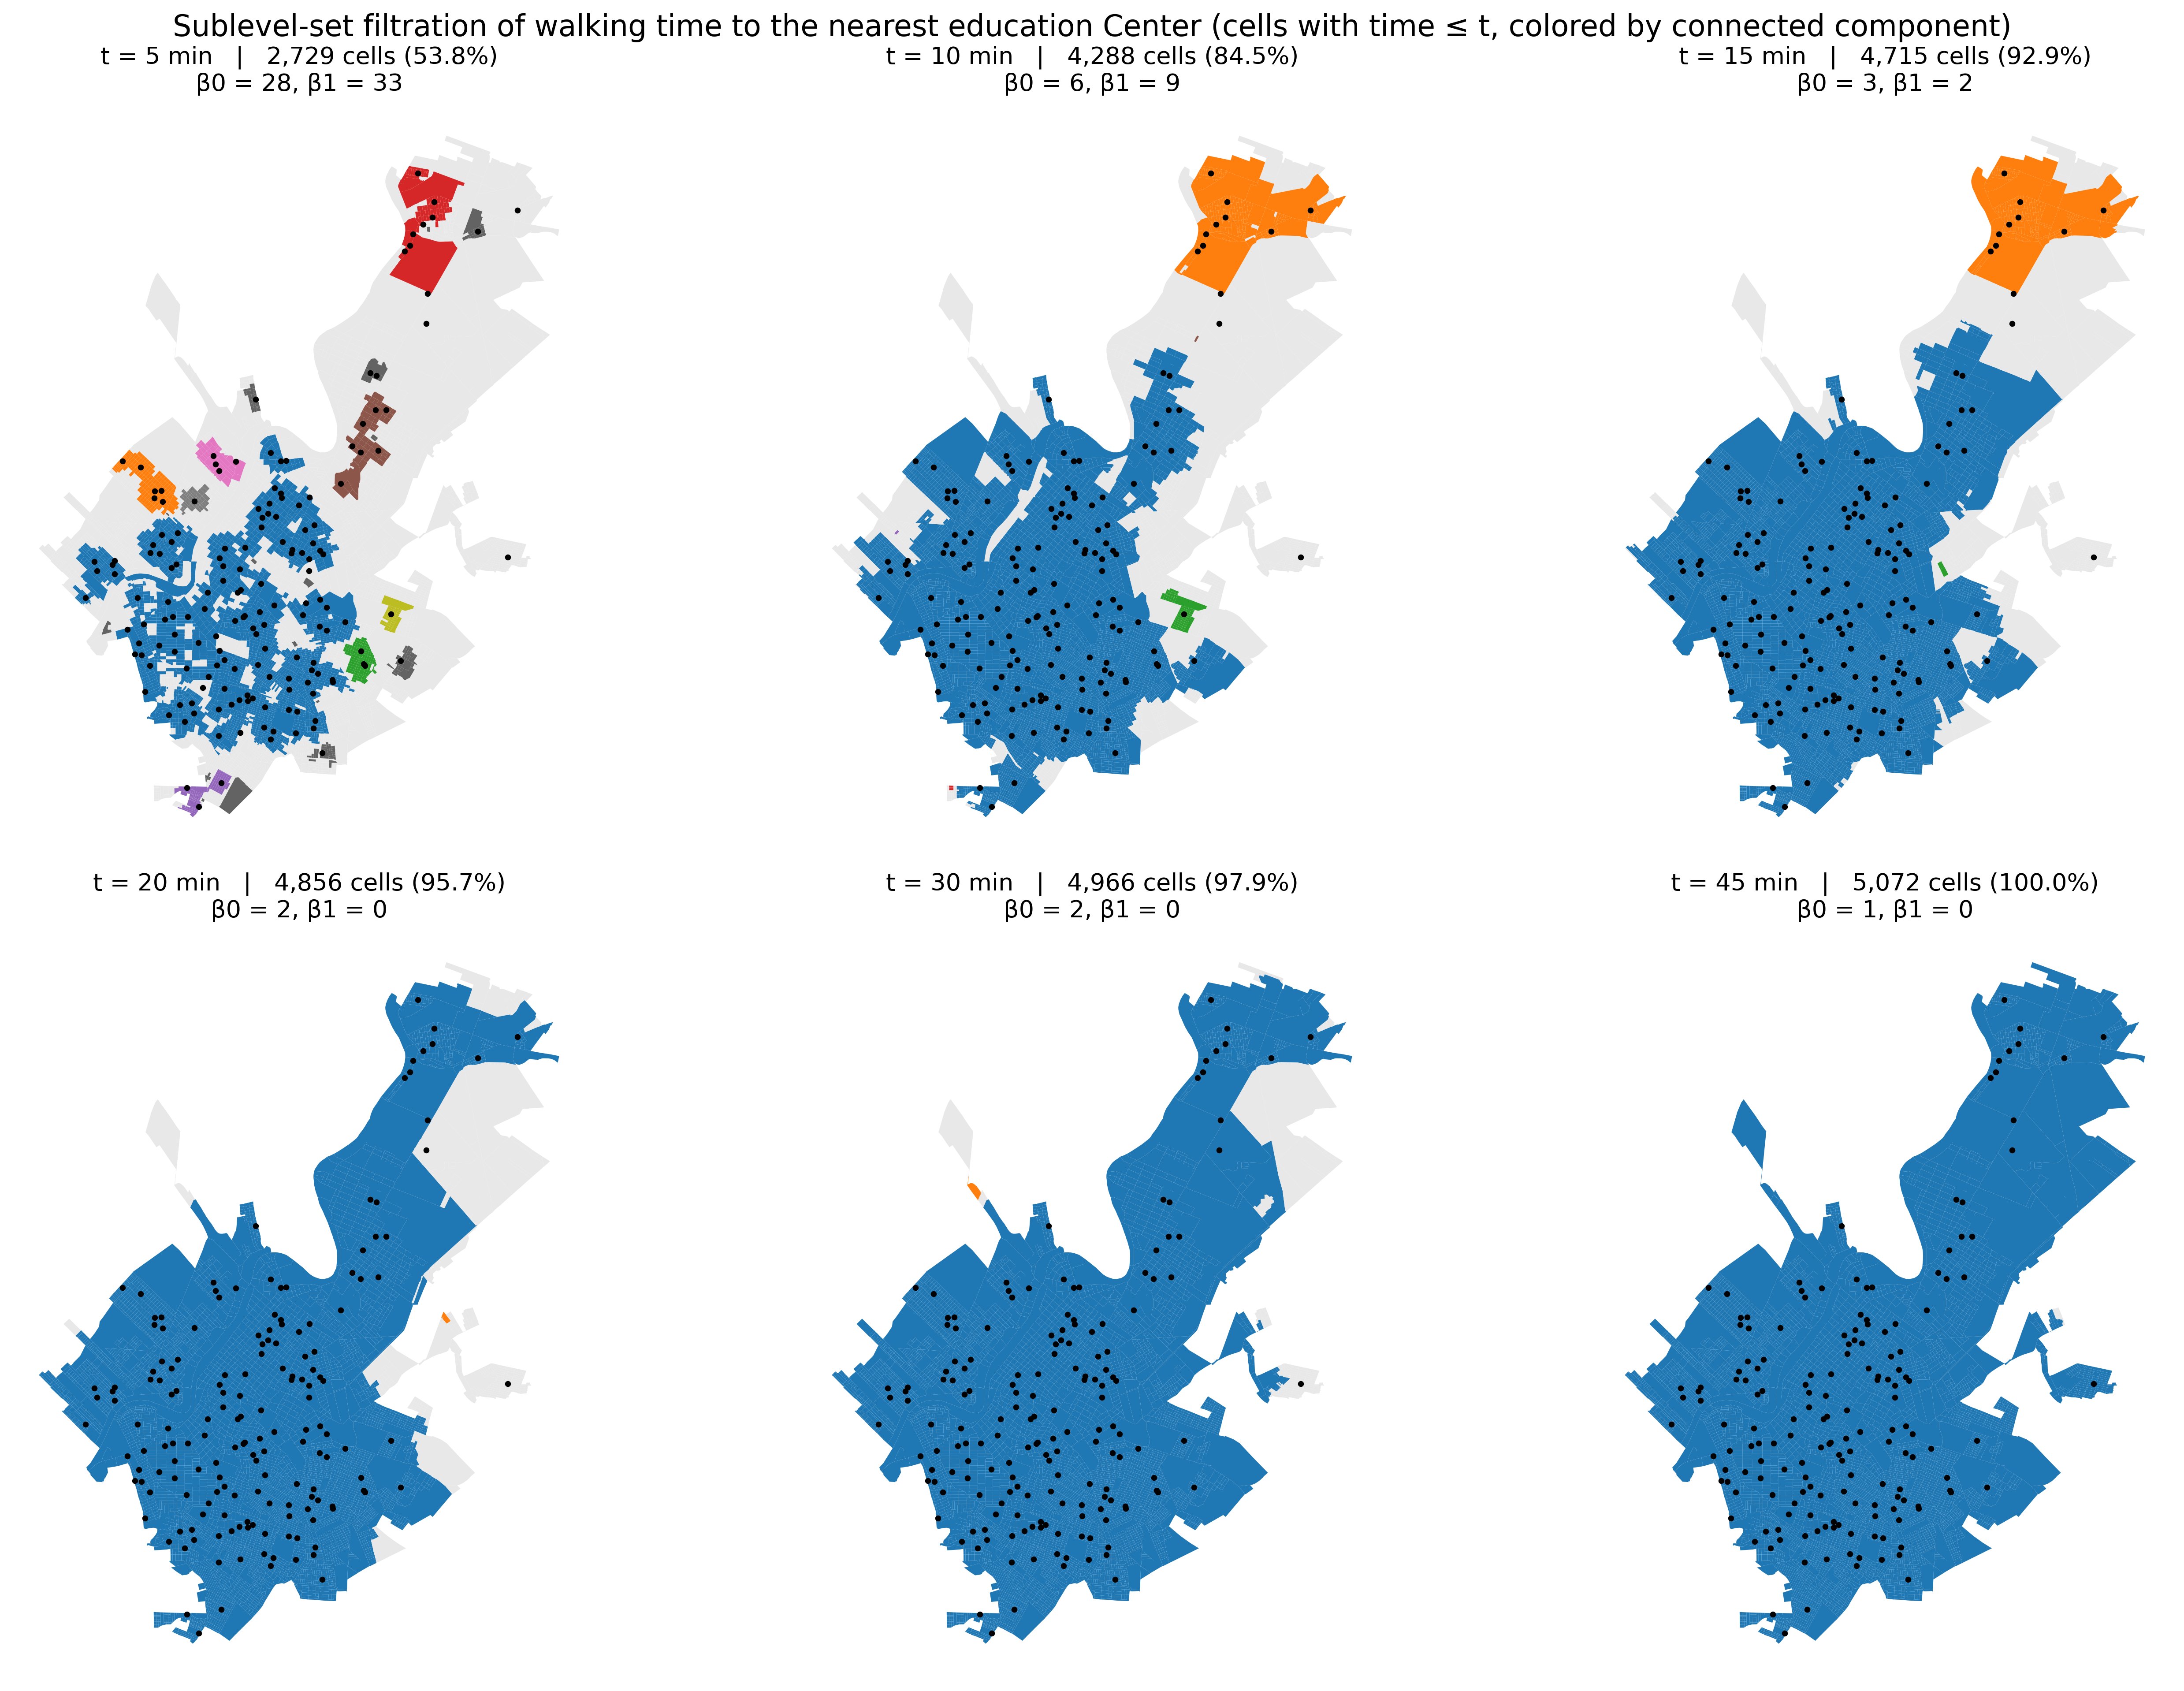 Sublevel-set filtration of walking time to the nearest education Center (cells with time ≤ t, colored by connected component)
t = 5 min | 2,729 cells (53.8%)
β0 = 28, β1 = 33
t = 10 min | 4,288 cells (84.5%)
β0 = 6, β1 = 9
t = 15 min | 4,715 cells (92.9%)
β0 = 3, β1 = 2
t = 20 min | 4,856 cells (95.7%)
β0 = 2, β1 = 0
t = 30 min | 4,966 cells (97.9%)
β0 = 2, β1 = 0
t = 45 min | 5,072 cells (100.0%)
β0 = 1, β1 = 0